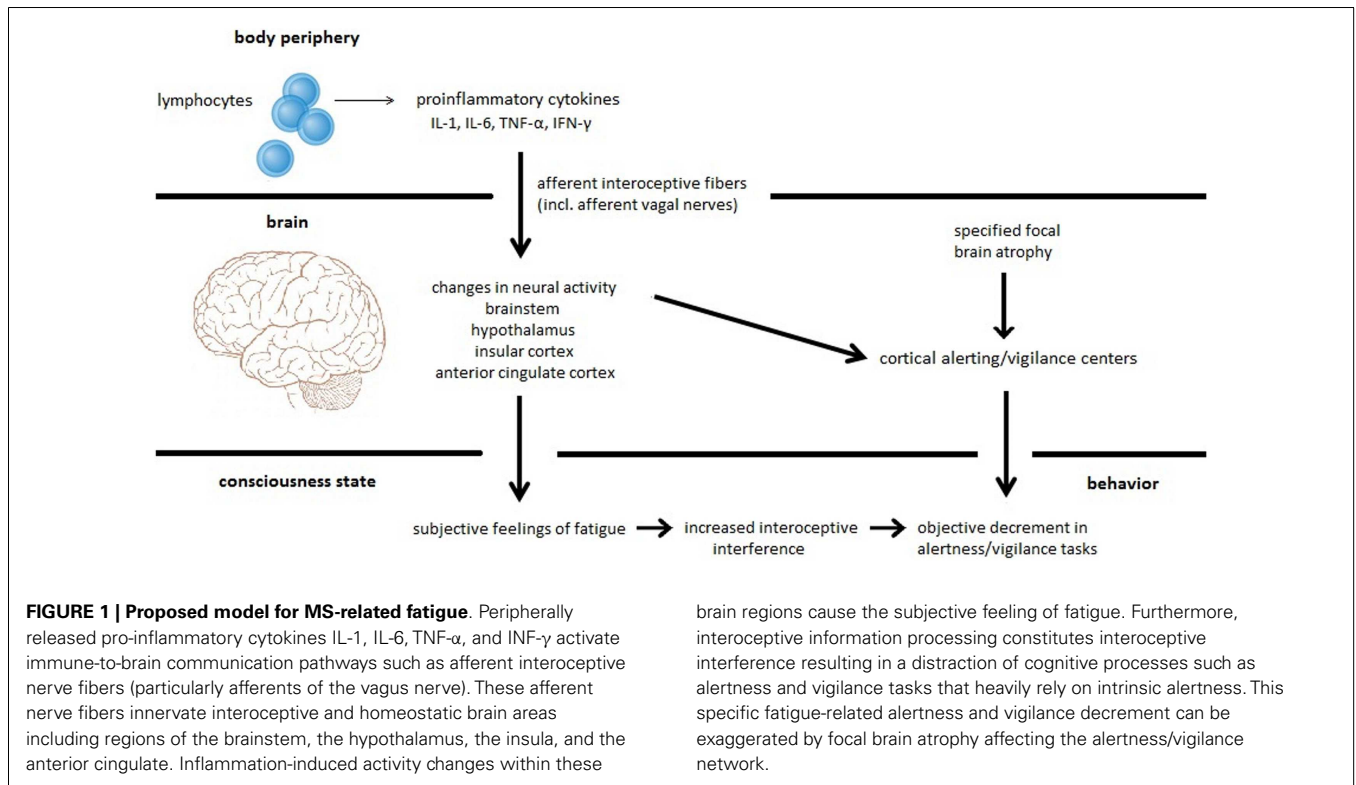 body periphery
lymphocytes
proinflammatory cytokines
IL-1, IL-6, TNF-α, IFN-γ
afferent interoceptive fibers
(incl. afferent vagal nerves)
brain
specified focal
brain atrophy
changes in neural activity
brainstem
hypothalamus
insular cortex
anterior cingulate cortex
cortical alerting/vigilance centers
consciousness state
behavior
subjective feelings of fatigue
increased interoceptive
interference
objective decrement in
alertness/vigilance tasks
FIGURE 1 | Proposed model for MS-related fatigue. Peripherally
released pro-inflammatory cytokines IL-1, IL-6, TNF-α, and INF-γ activate
immune-to-brain communication pathways such as afferent interoceptive
nerve fibers (particularly afferents of the vagus nerve). These afferent
nerve fibers innervate interoceptive and homeostatic brain areas
including regions of the brainstem, the hypothalamus, the insula, and the
anterior cingulate. Inflammation-induced activity changes within these
brain regions cause the subjective feeling of fatigue. Furthermore,
interoceptive information processing constitutes interoceptive
interference resulting in a distraction of cognitive processes such as
alertness and vigilance tasks that heavily rely on intrinsic alertness. This
specific fatigue-related alertness and vigilance decrement can be
exaggerated by focal brain atrophy affecting the alertness/vigilance
network.